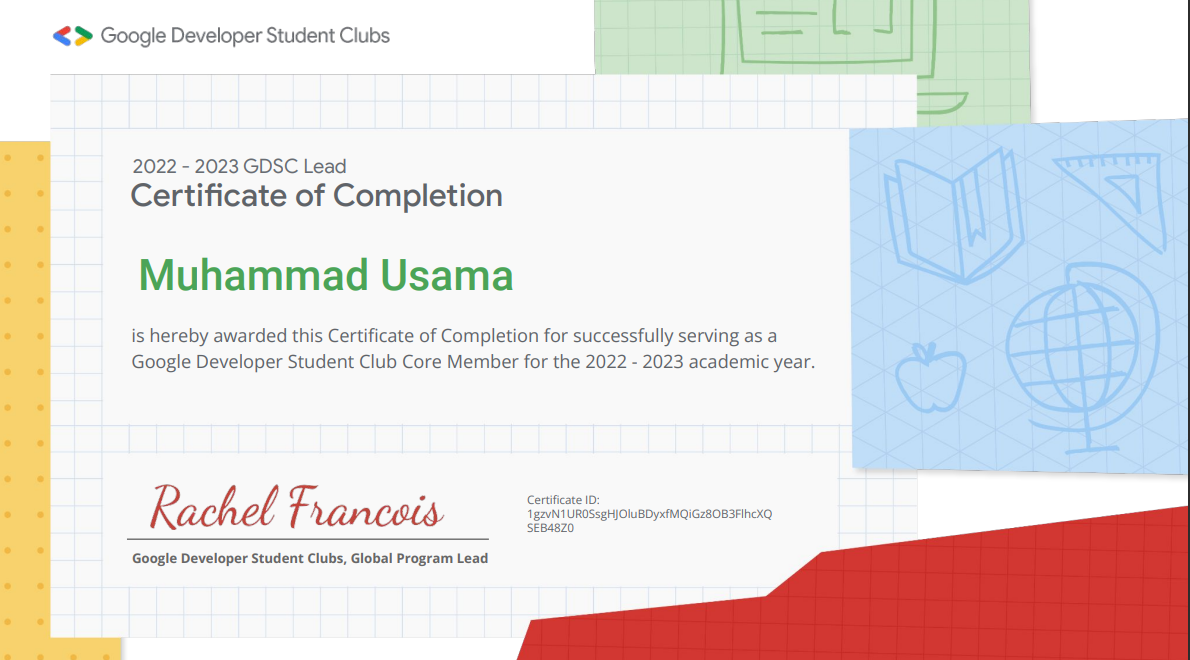 Google Developer Student Clubs
2022 - 2023 GDSC Lead
Certificate of Completion
Muhammad Usama
is hereby awarded this Certificate of Completion for successfully serving as a
Google Developer Student Club Core Member for the 2022 - 2023 academic year.
Rachel Francois
Google Developer Student Clubs, Global Program Lead
Certificate ID:
1gzvN1UR0SsgHJOluBDyxfMQiGz8OB3FlhcXQ
SEB48Z0